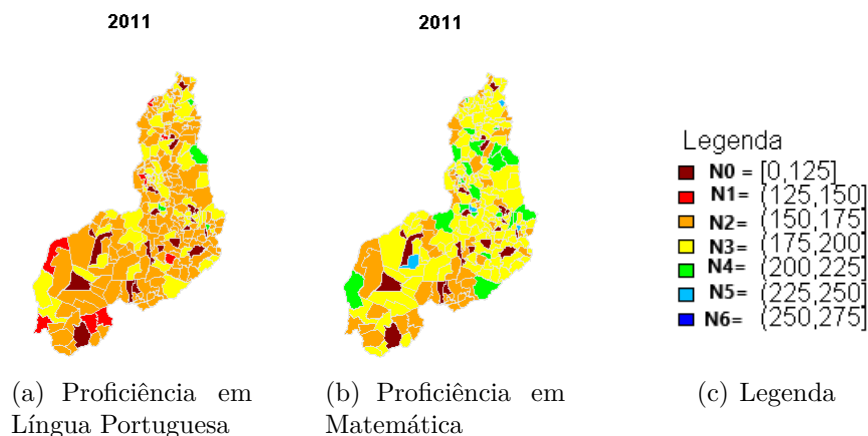 2011
2011
Legenda
N0 = [0,125]
N1= (125,150]
N2= (150,175]
N3= (175,200]
N4= (200,225]
N5= (225,250]
N6= (250,275]
(a) Proficiência em
Língua Portuguesa
(b) Proficiência em
Matemática
(c) Legenda